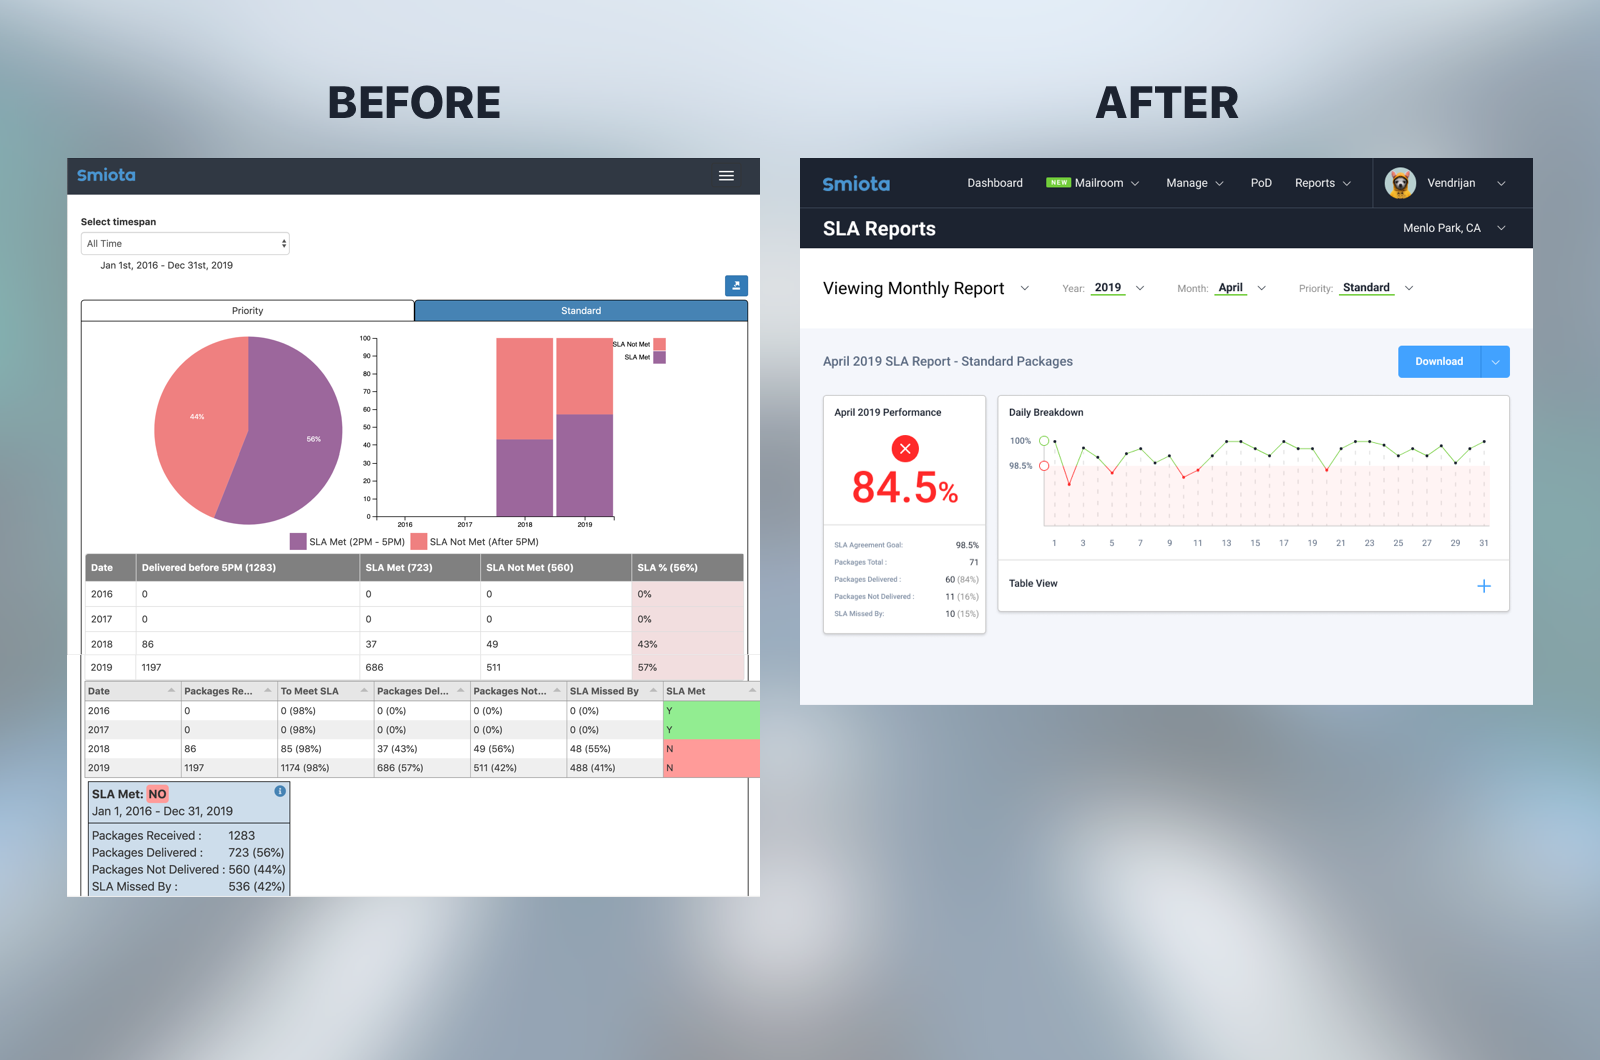 BEFORE
AFTER
Smiota
Select timespan
All Time
Jan 1st, 2016 - Dec 31st, 2019
Priority
Standard
44%
56%
100
90
80
70
60
50
40
30
20
10
0
2016
2017
2018
2019
SLA Not Met
SLA Met
SLA Met (2PM - 5PM)
SLA Not Met (After 5PM)
Date Delivered before 5PM (1283) SLA Met (723) SLA Not Met (560) SLA % (56%)
2016 0 0 0 0%
2017 0 0 0 0%
2018 86 37 49 43%
2019 1197 686 511 57%
Date Packages Re... To Meet SLA Packages Del... Packages Not... SLA Missed By SLA Met
2016 0 0 (98%) 0 (0%) 0 (0%) 0 (0%) Y
2017 0 0 (98%) 0 (0%) 0 (0%) 0 (0%) Y
2018 86 85 (98%) 37 (43%) 49 (56%) 48 (55%) N
2019 1197 1174 (98%) 686 (57%) 511 (42%) 488 (41%) N
SLA Met: NO
Jan 1, 2016 - Dec 31, 2019
Packages Received : 1283
Packages Delivered : 723 (56%)
Packages Not Delivered : 560 (44%)
SLA Missed By : 536 (42%)
Smiota
Dashboard NEW Mailroom Manage PoD Reports Vendrijan
SLA Reports
Menlo Park, CA
Viewing Monthly Report Year: 2019 Month: April Priority: Standard
April 2019 SLA Report - Standard Packages
Download
April 2019 Performance
84.5%
SLA Agreement Goal: 98.5%
Packages Total : 71
Packages Delivered : 60 (84%)
Packages Not Delivered : 11 (16%)
SLA Missed By: 10 (15%)
Daily Breakdown
100%
98.5%
1 3 5 7 9 11 13 15 17 19 21 23 25 27 29 31
Table View